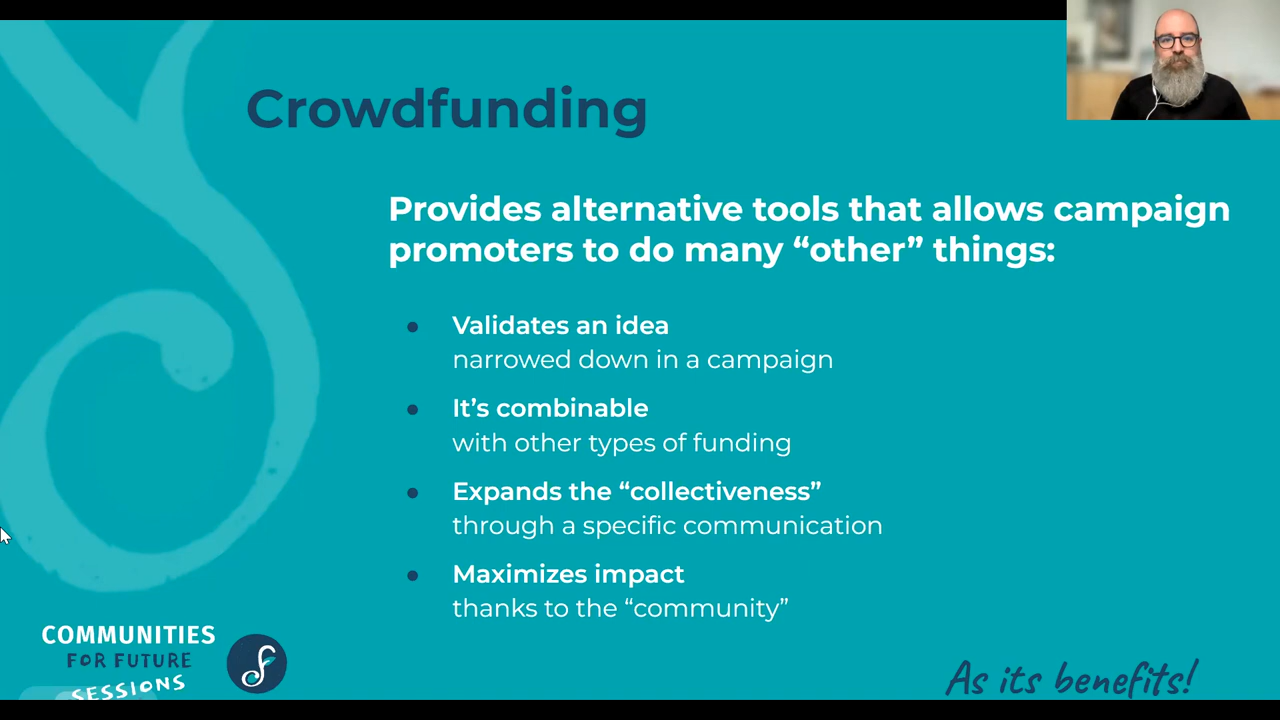 Crowdfunding
Provides alternative tools that allows campaign
promoters to do many “other” things:
● Validates an idea
narrowed down in a campaign
● It’s combinable
with other types of funding
● Expands the “collectiveness”
through a specific communication
● Maximizes impact
thanks to the “community”
COMMUNITIES
FOR FUTURE
SESSIONS
As its benefits!